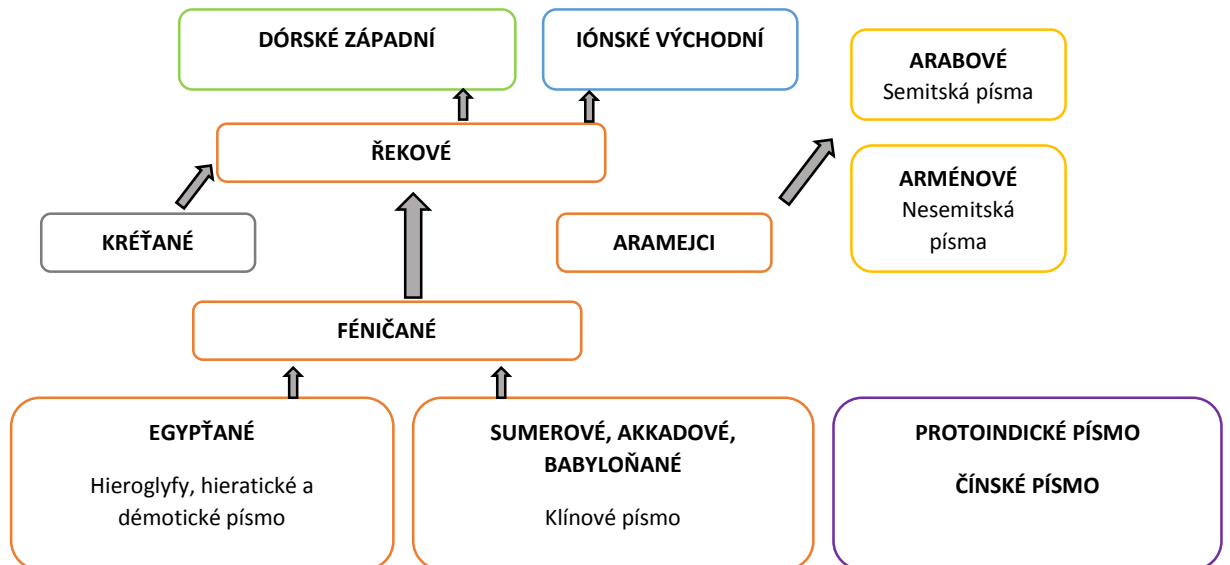 DÓRSKÉ ZÁPADNÍ
IÓNSKÉ VÝCHODNÍ
ARABOVÉ
Semitská písma
ŘEKOVÉ
ARMÉNOVÉ
Nesemitská
písma
KRÉŤANÉ
ARAMEJCI
FÉNIČANÉ
EGYPŤANÉ
Hieroglyfy, hieratické a
démotické písmo
SUMEROVÉ, AKKADOVÉ,
BABYLOŇANÉ
Klínové písmo
PROTOINDICKÉ PÍSMO
ČÍNSKÉ PÍSMO